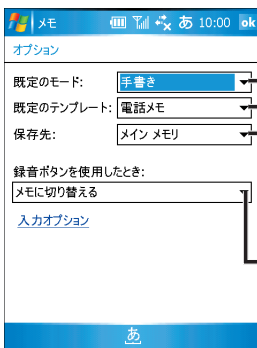 メモ あ 10:00 ok
オプション
既定のモード: 手書き
既定のテンプレート: 電話メモ
保存先: メイン メモリ
録音ボタンを使用したとき:
メモに切り替える
入力オプション
あ